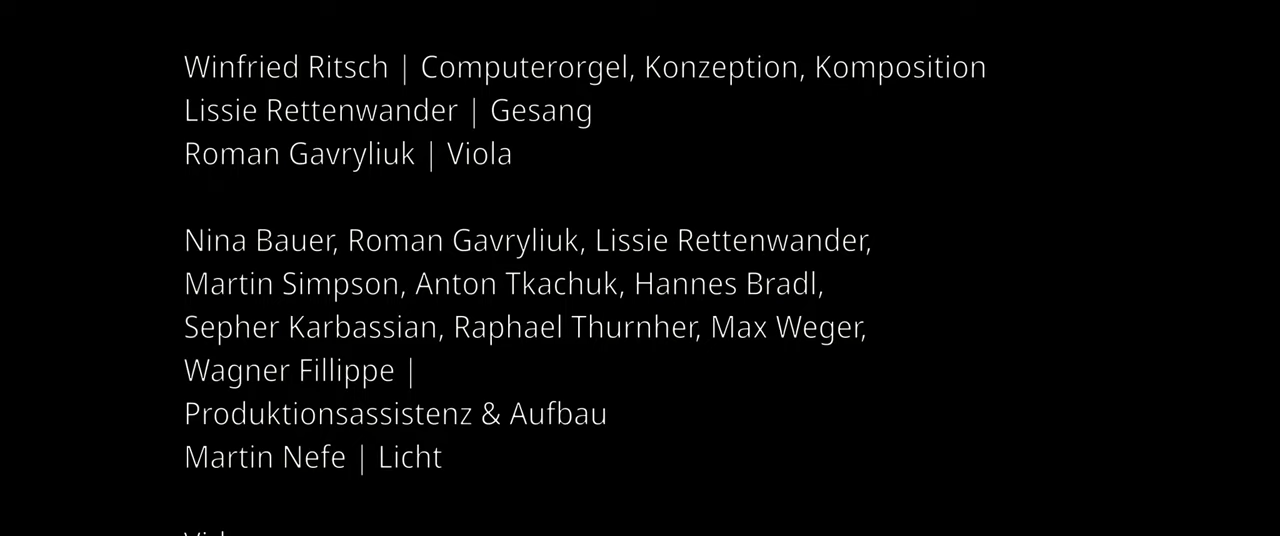 Winfried Ritsch | Computerorgel, Konzeption, Komposition
Lissie Rettenwander | Gesang
Roman Gavryliuk | Viola
Nina Bauer, Roman Gavryliuk, Lissie Rettenwander,
Martin Simpson, Anton Tkachuk, Hannes Bradl,
Sepher Karbassian, Raphael Thurnher, Max Weger,
Wagner Fillippe |
Produktionsassistenz & Aufbau
Martin Nefe | Licht